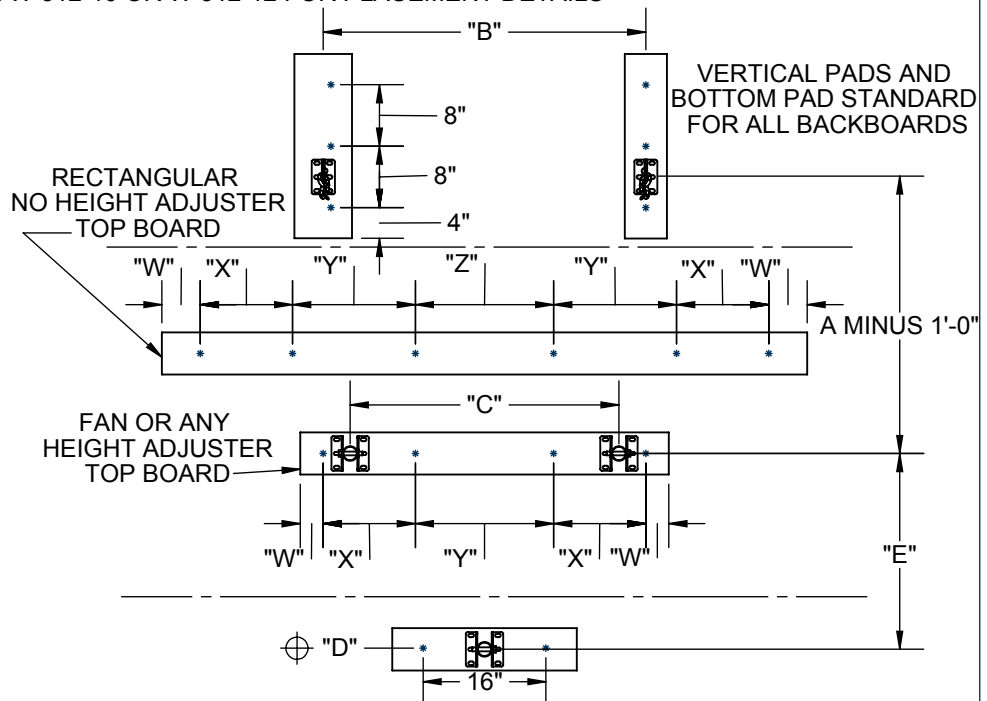 "B"
VERTICAL PADS AND
BOTTOM PAD STANDARD
FOR ALL BACKBOARDS
8"
8"
4"
RECTANGULAR
NO HEIGHT ADJUSTER
TOP BOARD
"W" "X" "Y" "Z" "Y" "X" "W"
A MINUS 1'-0"
"C"
FAN OR ANY
HEIGHT ADJUSTER
TOP BOARD
"W" "X" "Y" "X" "W"
"E"
"D"
16"